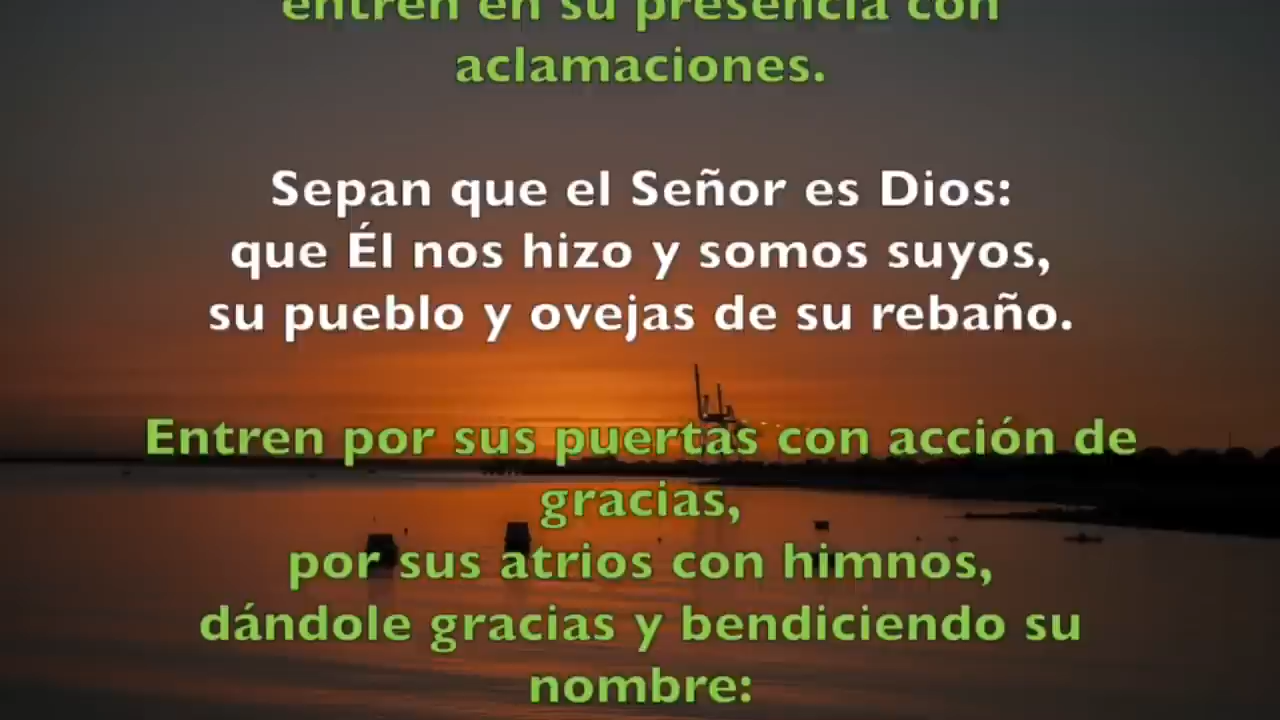 entren en su presencia con
aclamaciones.
Sepan que el Señor es Dios:
que Él nos hizo y somos suyos,
su pueblo y ovejas de su rebaño.
Entren por sus puertas con acción de
gracias,
por sus atrios con himnos,
dándole gracias y bendiciendo su
nombre: